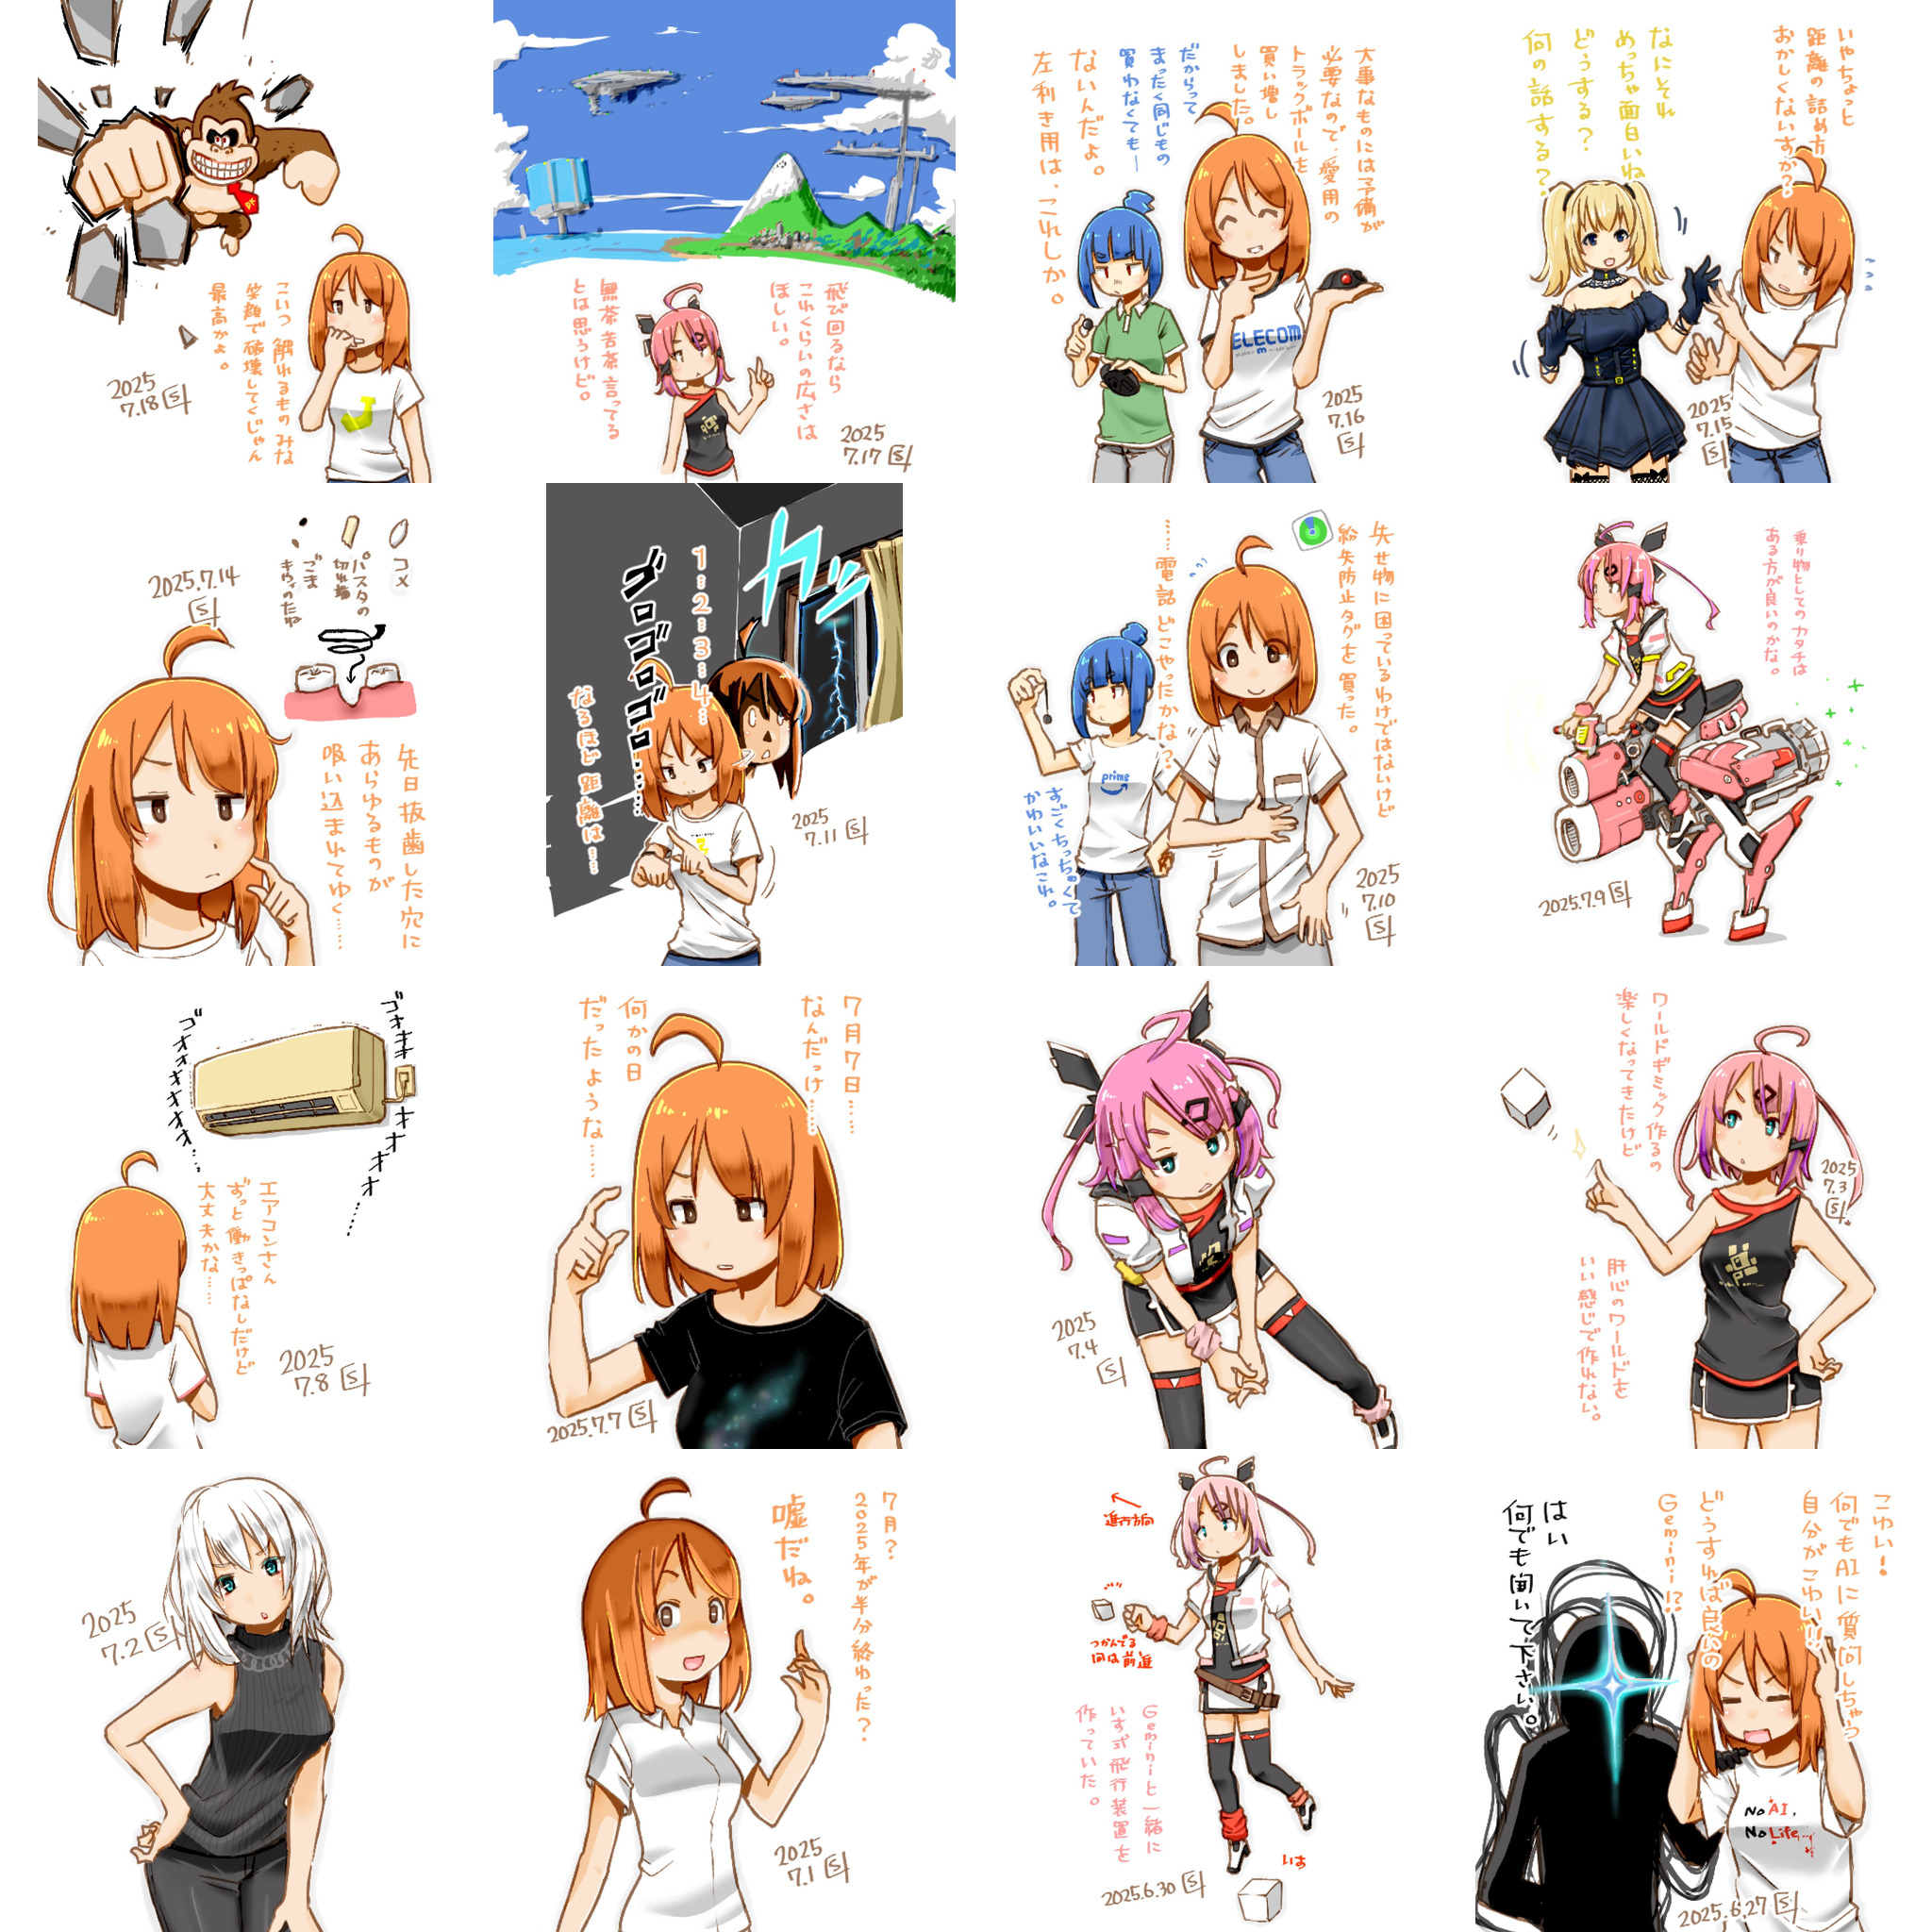 こいつ 解れるものみな
笑顔で破壊してくじゃん
最高かよ。
DK
2025
7.18
飛び回るなら
これくらいの広さは
ほしい。
無茶苦茶言ってる
とは思うけど。
2025
7.17
大事なものにはマ備が
必要なので、愛用の
トラックボールを
買い増し
しました。
だからって
まったく同じもの
買わなくてもー
ないんだよ。
左利き用は、これしか。
ELECOM
2025
7.16
いやちょっと
距離の詰め方
おかしくないすか?
なにそれ
めっちゃ面白いね
どうする?
何の話する?
2025
7.15
2025.7.14
コメ
パスタの
切れ端
ごま
キウィのたね
先日抜歯した穴に
あらゆるものが
吸い込まれてゆく……
カッ
1…2…3…4…
ゴロゴロゴロ……
なるほど 距離は……
2025
7.11
失せ物に困っているわけではないけど
紛失防止タグを買った。
……電話 どこやったかな?
prime
すごくちっちゃくて
かわいいなこれ。
2025
7.10
乗り物としてのカタチは
ある方が良いのかな。
2025.7.9
ゴオオオオオオオオ…
エアコンさん
ずっと働きっぱなしだけど
大丈夫かな……
2025
7.8
7月7日……
なんだっけ……
何かの日
だったような……
2025.7.7
2025
7.4
ワールドギミック作るの
楽しくなってきたけど
肝心のワールドを
いい感じで作れない。
2025
7.3
2025
7.2
7月?
2025年が半分終わった?
嘘だね。
2025
7.1
進行方向
つかんでる
間は前進
Geminiと一緒に
いす式飛行装置を
作っていた。
いす
2025.6.30
こわい!
何でもAIに質問しちゃう
自分がこわい!!
どうすれば良いの
Gemini!?
はい
何でも聞いて下さい。
No AI,
No Life
2025.6.27